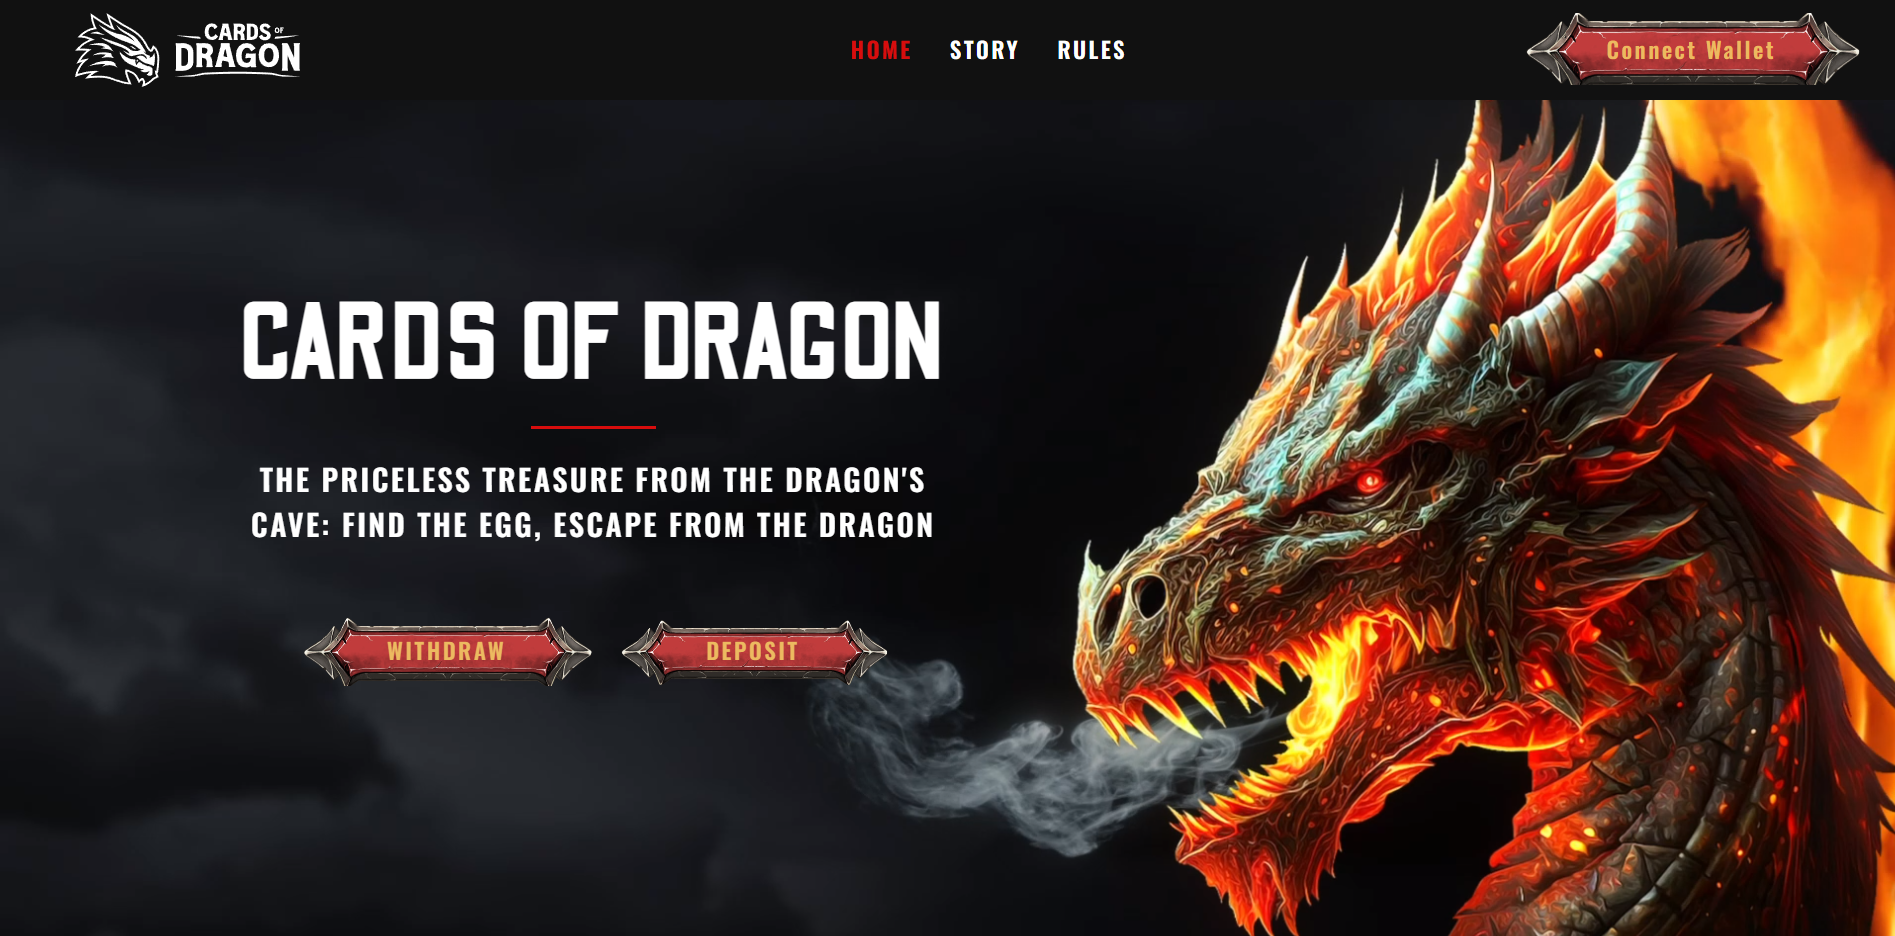 CARDS OF
DRAGON
HOME
STORY
RULES
Connect Wallet
CARDS OF DRAGON
THE PRICELESS TREASURE FROM THE DRAGON'S
CAVE: FIND THE EGG, ESCAPE FROM THE DRAGON
WITHDRAW
DEPOSIT